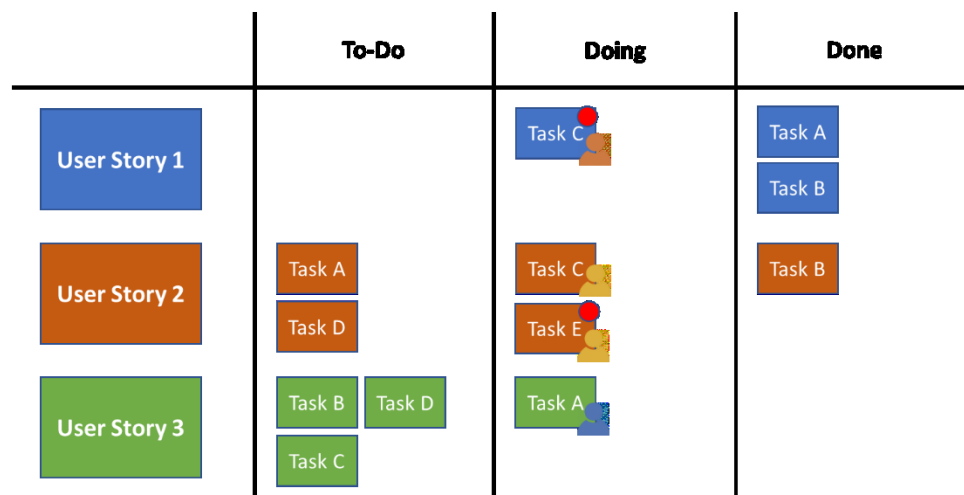 To-Do
Doing
Done
User Story 1
Task C
Task A
Task B
User Story 2
Task A
Task D
Task C
Task E
Task B
User Story 3
Task B
Task D
Task C
Task A